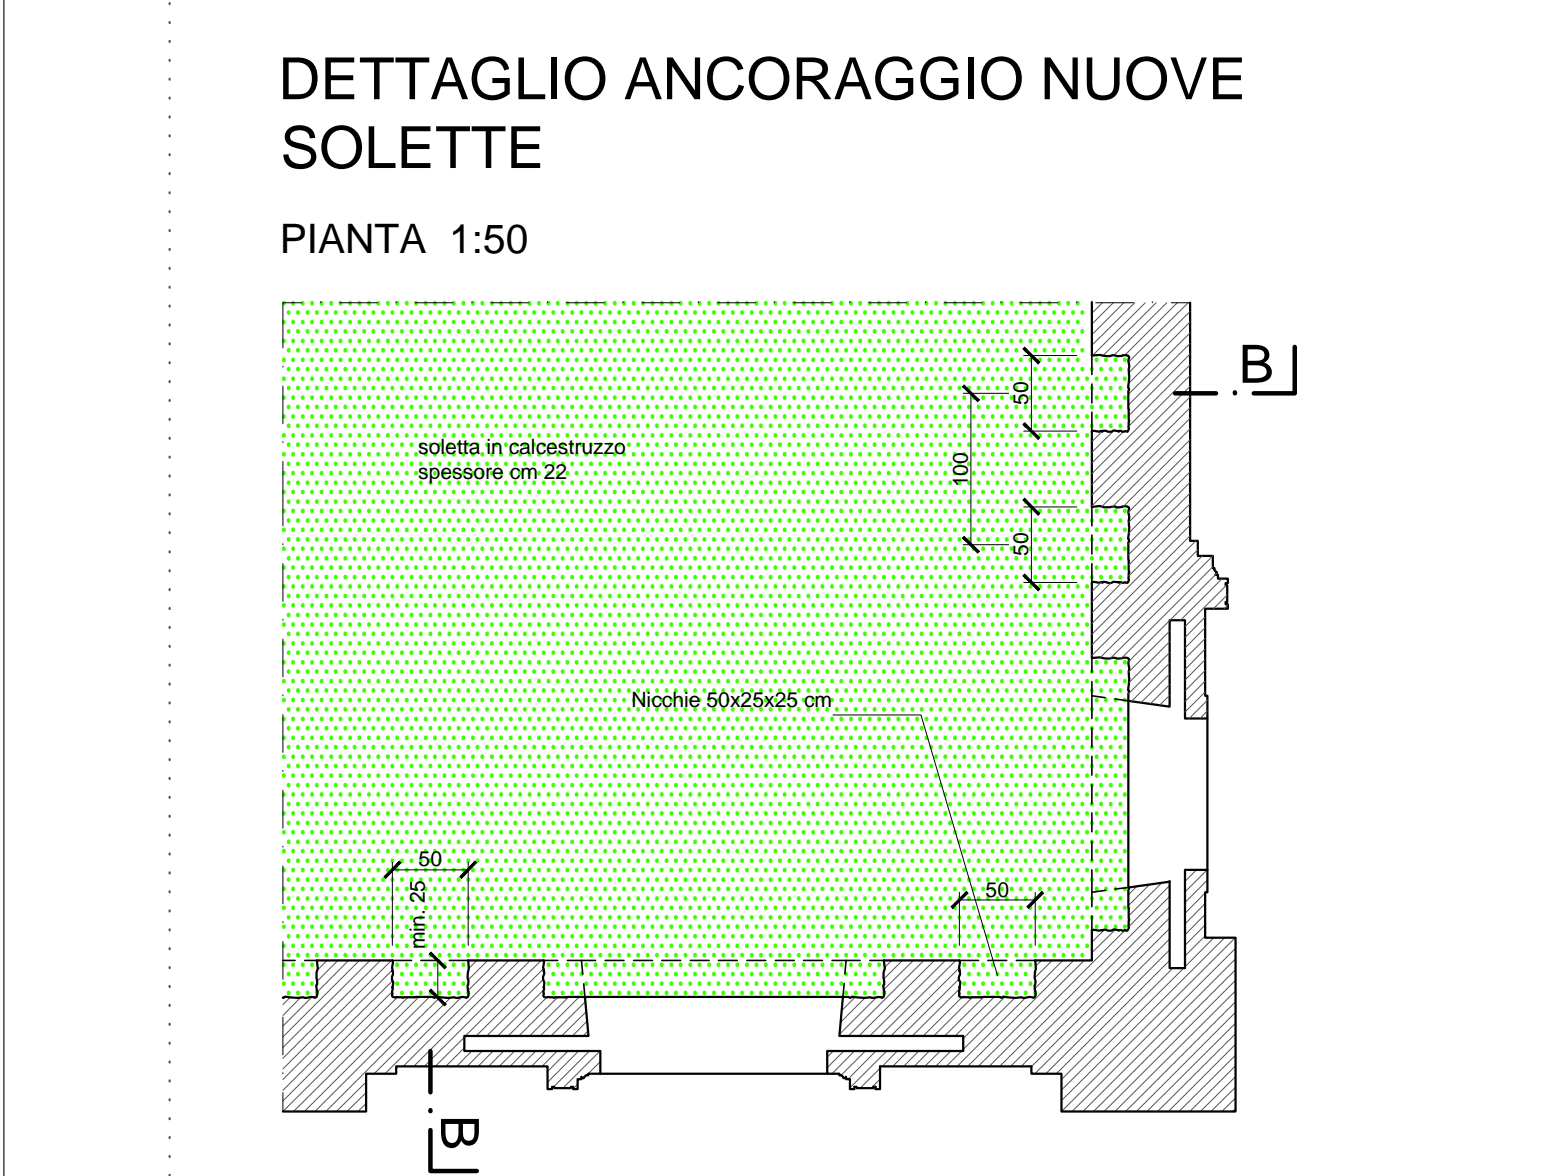 DETTAGLIO ANCORAGGIO NUOVE
SOLETTE
PIANTA 1:50
B
50
soletta in calcestruzzo
spessore cm 22
100
50
Nicchie 50x25x25 cm
50
min. 25
50
B